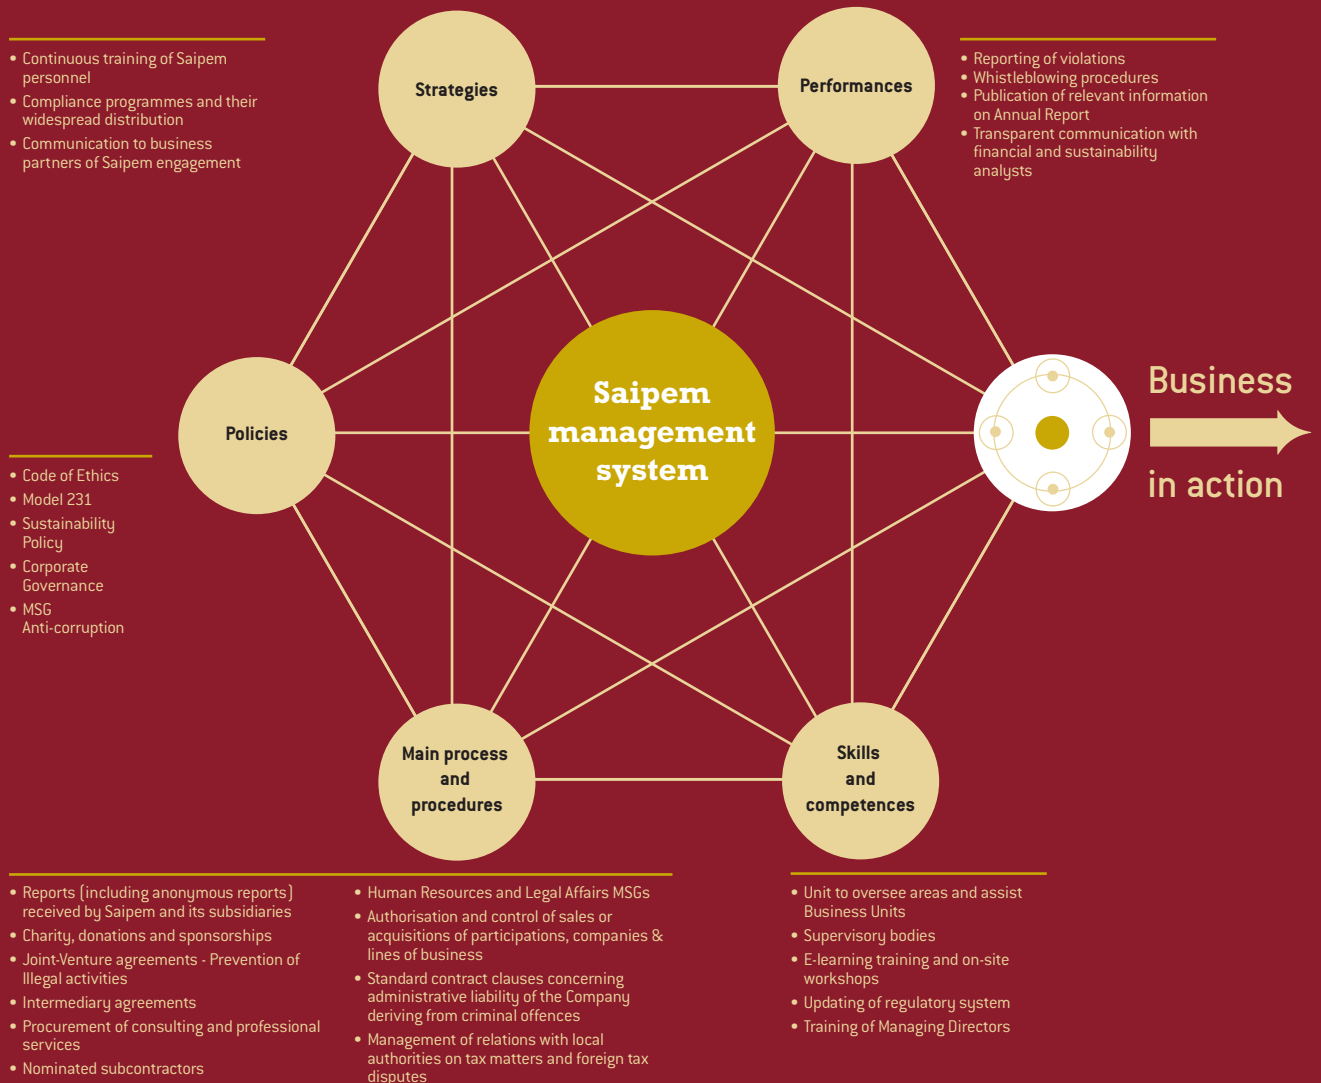 • Continuous training of Saipem
personnel
• Compliance programmes and their
widespread distribution
• Communication to business
partners of Saipem engagement
Strategies
Performances
• Reporting of violations
• Whistleblowing procedures
• Publication of relevant information
on Annual Report
• Transparent communication with
financial and sustainability
analysts
Policies
Saipem
management
system
Business
in action
• Code of Ethics
• Model 231
• Sustainability
Policy
• Corporate
Governance
• MSG
Anti-corruption
Main process
and
procedures
Skills
and
competences
• Reports (including anonymous reports)
received by Saipem and its subsidiaries
• Charity, donations and sponsorships
• Joint-Venture agreements - Prevention of
Illegal activities
• Intermediary agreements
• Procurement of consulting and professional
services
• Nominated subcontractors
• Human Resources and Legal Affairs MSGs
• Authorisation and control of sales or
acquisitions of participations, companies &
lines of business
• Standard contract clauses concerning
administrative liability of the Company
deriving from criminal offences
• Management of relations with local
authorities on tax matters and foreign tax
disputes
• Unit to oversee areas and assist
Business Units
• Supervisory bodies
• E-learning training and on-site
workshops
• Updating of regulatory system
• Training of Managing Directors